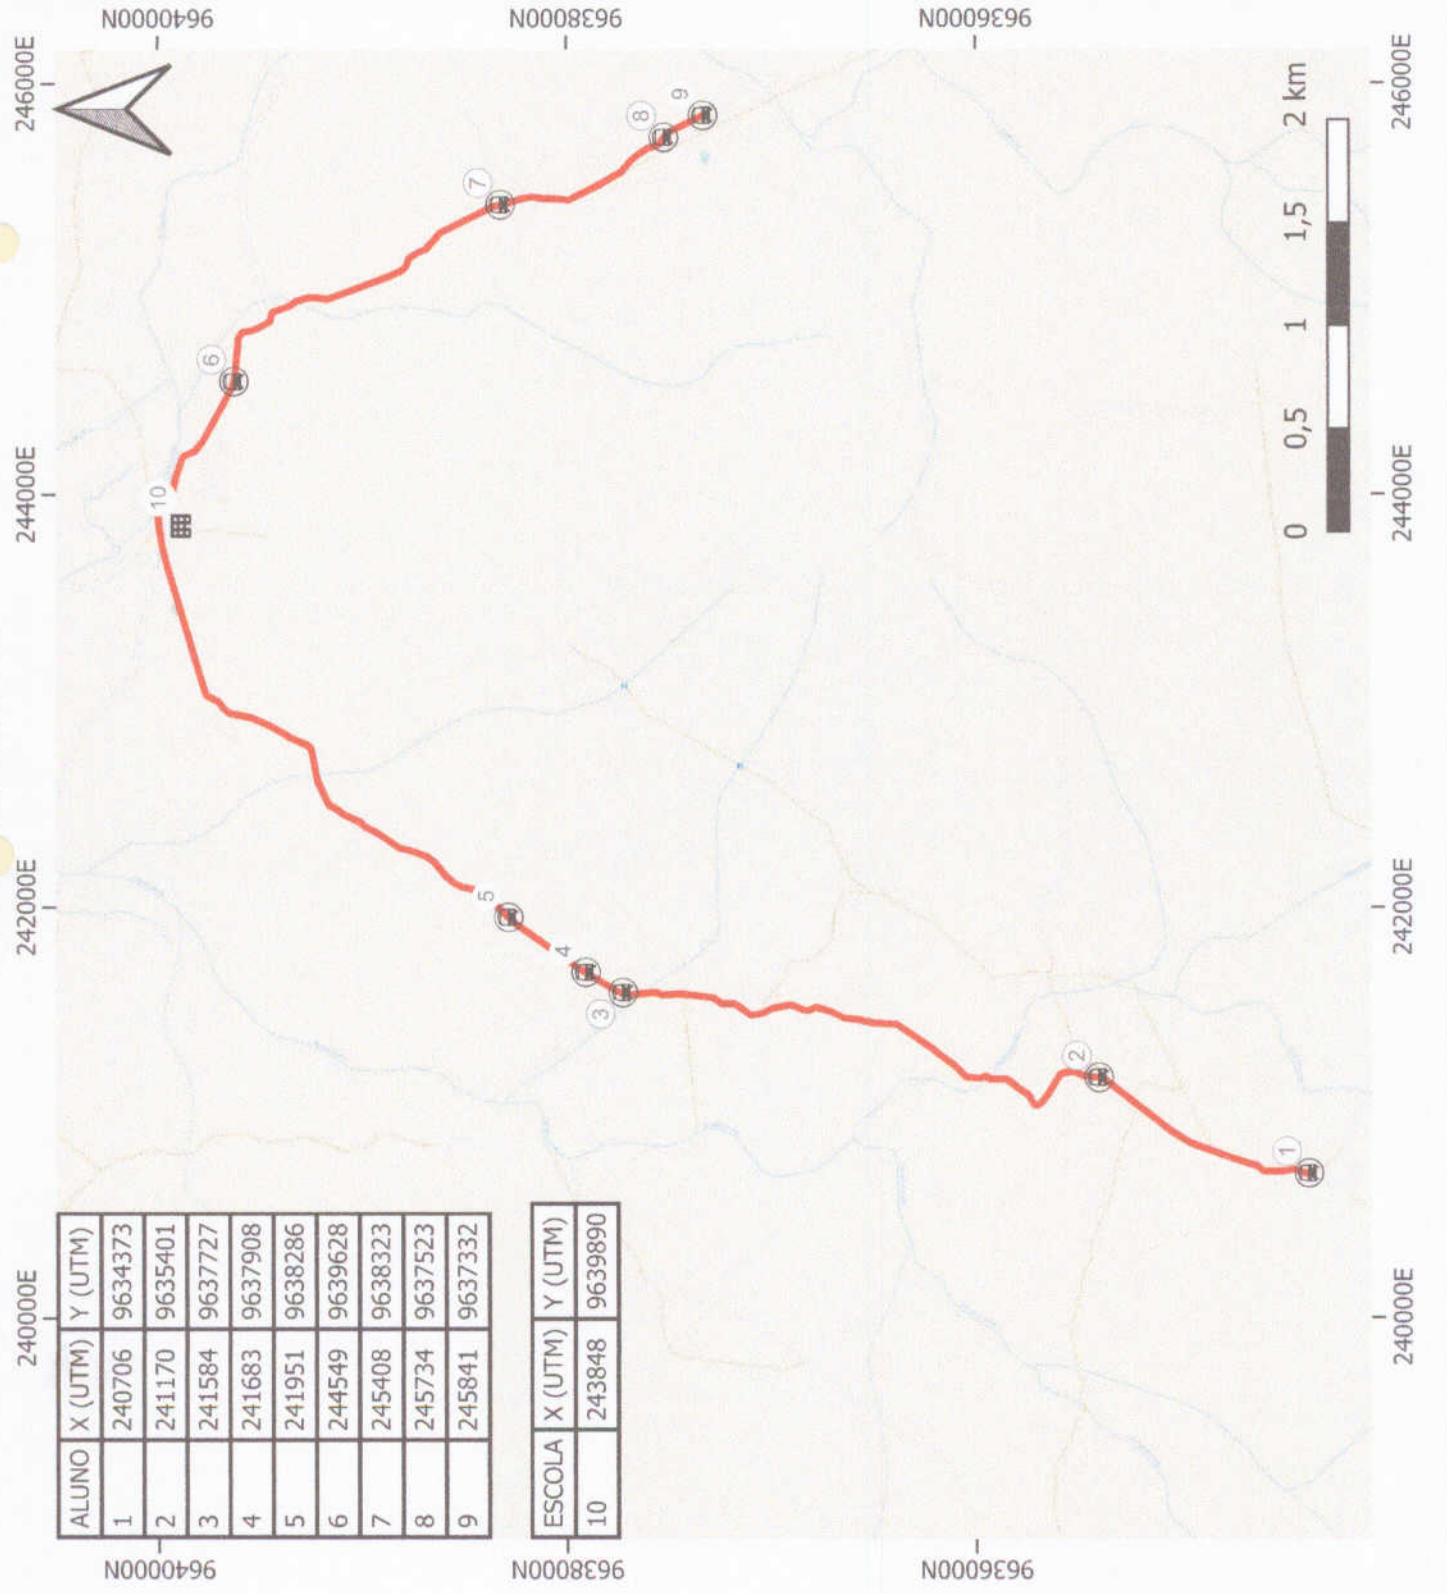 9640000N
9638000N
9636000N
246000E
246000E
244000E
244000E
242000E
242000E
240000E
240000E
9640000N
9638000N
9636000N
ALUNO X (UTM) Y (UTM)
1 240706 9634373
2 241170 9635401
3 241584 9637727
4 241683 9637908
5 241951 9638286
6 244549 9639628
7 245408 9638323
8 245734 9637523
9 245841 9637332
ESCOLA X (UTM) Y (UTM)
10 243848 9639890
1
2
3
4
5
6
7
8
9
10
0 0,5 1 1,5 2 km